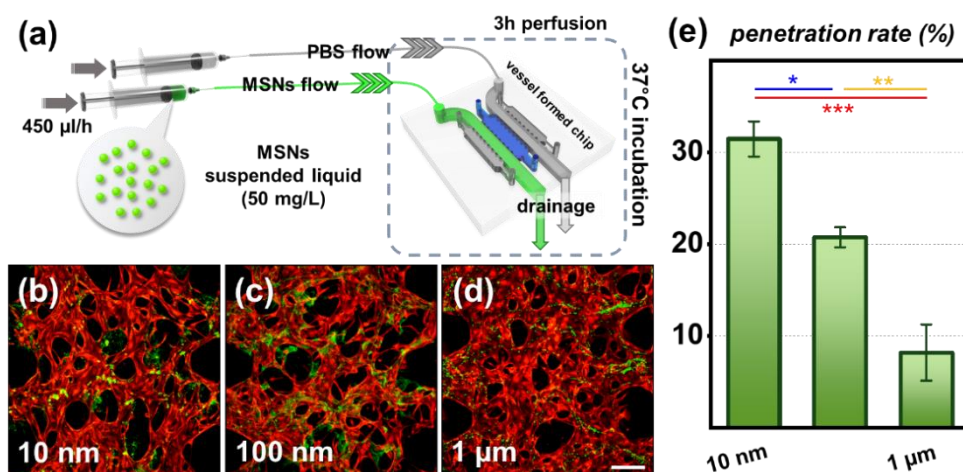 (a)
3h perfusion
PBS flow
MSNs flow
450 µl/h
MSNs
suspended liquid
(50 mg/L)
vessel formed chip
drainage
37°C incubation
(b)
10 nm
(c)
100 nm
(d)
1 µm
(e)
penetration rate (%)
*
**
***
30
20
10
10 nm
1 µm